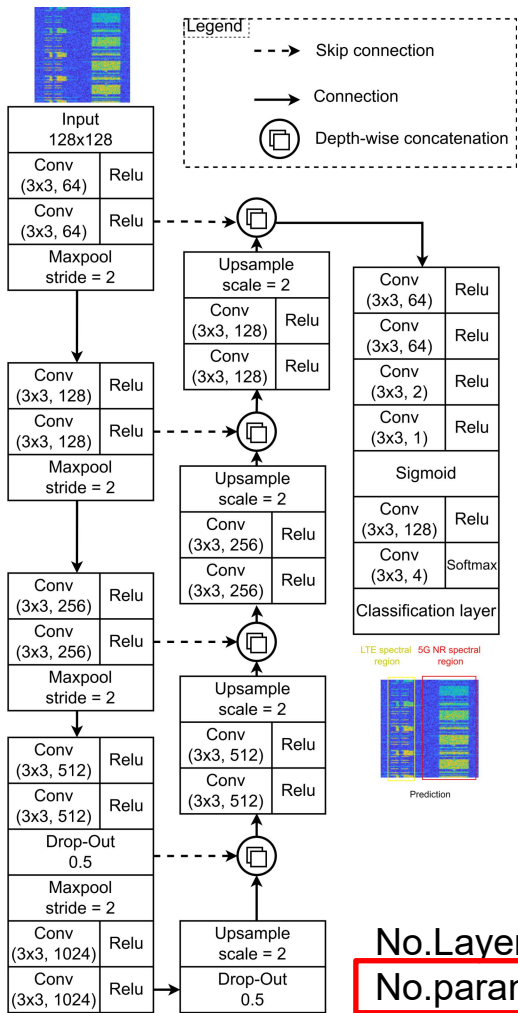 Legend
Skip connection
Connection
Depth-wise concatenation
Input
128x128
Conv
(3x3, 64)
Relu
Conv
(3x3, 64)
Relu
Maxpool
stride = 2
Conv
(3x3, 128)
Relu
Conv
(3x3, 128)
Relu
Maxpool
stride = 2
Conv
(3x3, 256)
Relu
Conv
(3x3, 256)
Relu
Maxpool
stride = 2
Conv
(3x3, 512)
Relu
Conv
(3x3, 512)
Relu
Drop-Out
0.5
Maxpool
stride = 2
Conv
(3x3, 1024)
Relu
Conv
(3x3, 1024)
Relu
Upsample
scale = 2
Conv
(3x3, 128)
Relu
Conv
(3x3, 128)
Relu
Upsample
scale = 2
Conv
(3x3, 256)
Relu
Conv
(3x3, 256)
Relu
Upsample
scale = 2
Conv
(3x3, 512)
Relu
Conv
(3x3, 512)
Relu
Upsample
scale = 2
Drop-Out
0.5
Conv
(3x3, 64)
Relu
Conv
(3x3, 64)
Relu
Conv
(3x3, 2)
Relu
Conv
(3x3, 1)
Relu
Sigmoid
Conv
(3x3, 128)
Relu
Conv
(3x3, 4)
Softmax
Classification layer
LTE spectral
region
5G NR spectral
region
Prediction
No.Layer
No.paran